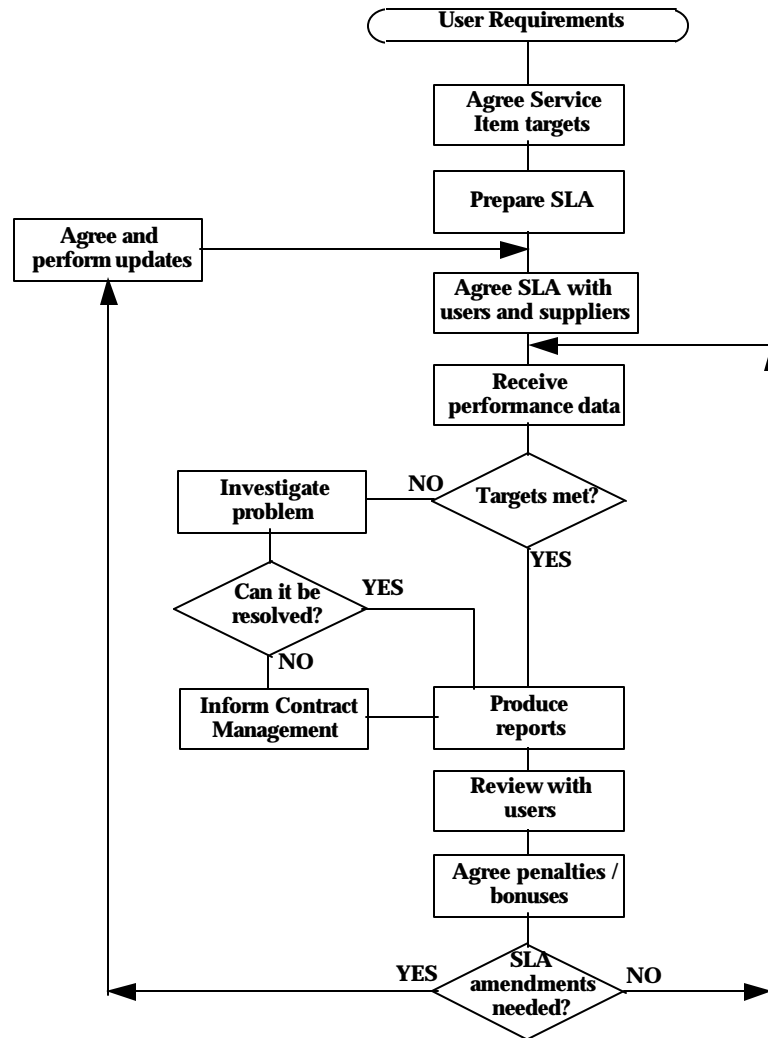 User Requirements
Agree Service
Item targets
Prepare SLA
Agree and
perform updates
Agree SLA with
users and suppliers
Receive
performance data
NO
Targets met?
Investigate
problem
YES
Can it be
resolved?
YES
NO
Inform Contract
Management
Produce
reports
Review with
users
Agree penalties /
bonuses
YES
SLA
amendments
needed?
NO